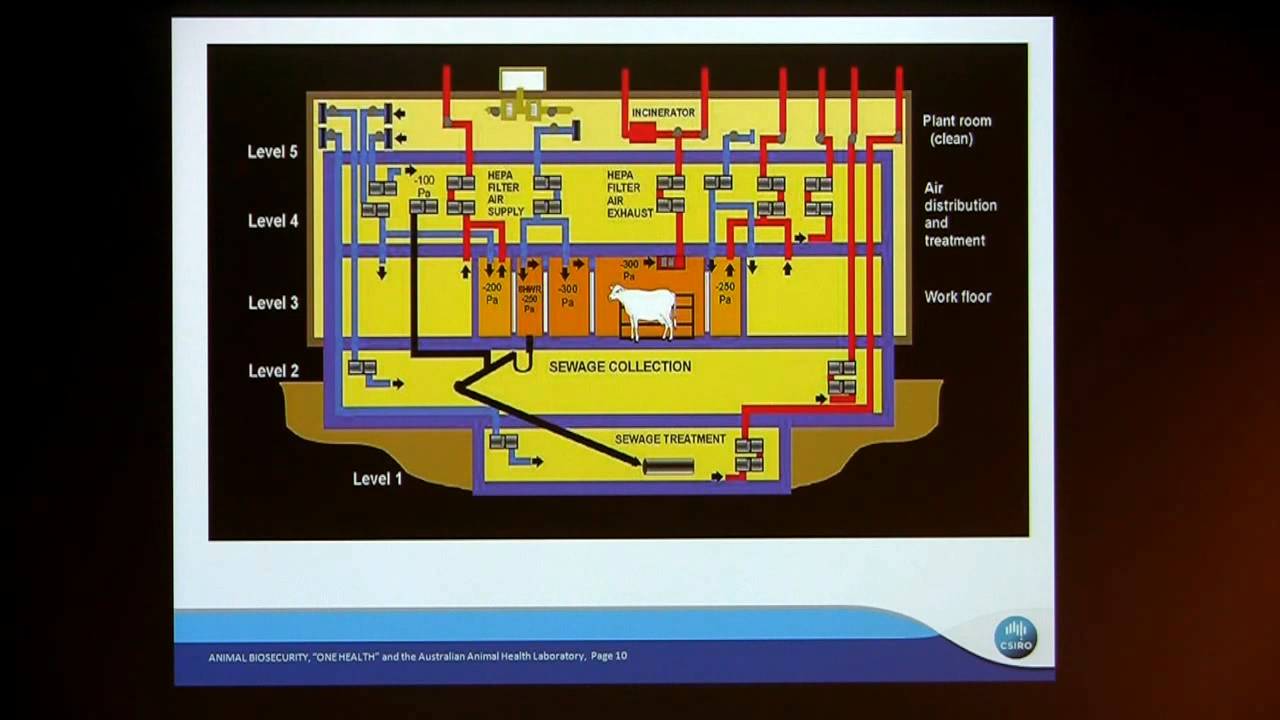 INCINERATOR
Plant room
(clean)
Level 5
-100
Pa
HEPA
FILTER
AIR
SUPPLY
HEPA
FILTER
AIR
EXHAUST
Air
distribution
and
treatment
Level 4
-200
Pa
SHWR
-250
Pa
-300
Pa
-300
Pa
-250
Pa
Level 3
Work floor
Level 2
SEWAGE COLLECTION
SEWAGE TREATMENT
Level 1
ANIMAL BIOSECURITY, "ONE HEALTH" and the Australian Animal Health Laboratory, Page 10
CSIRO